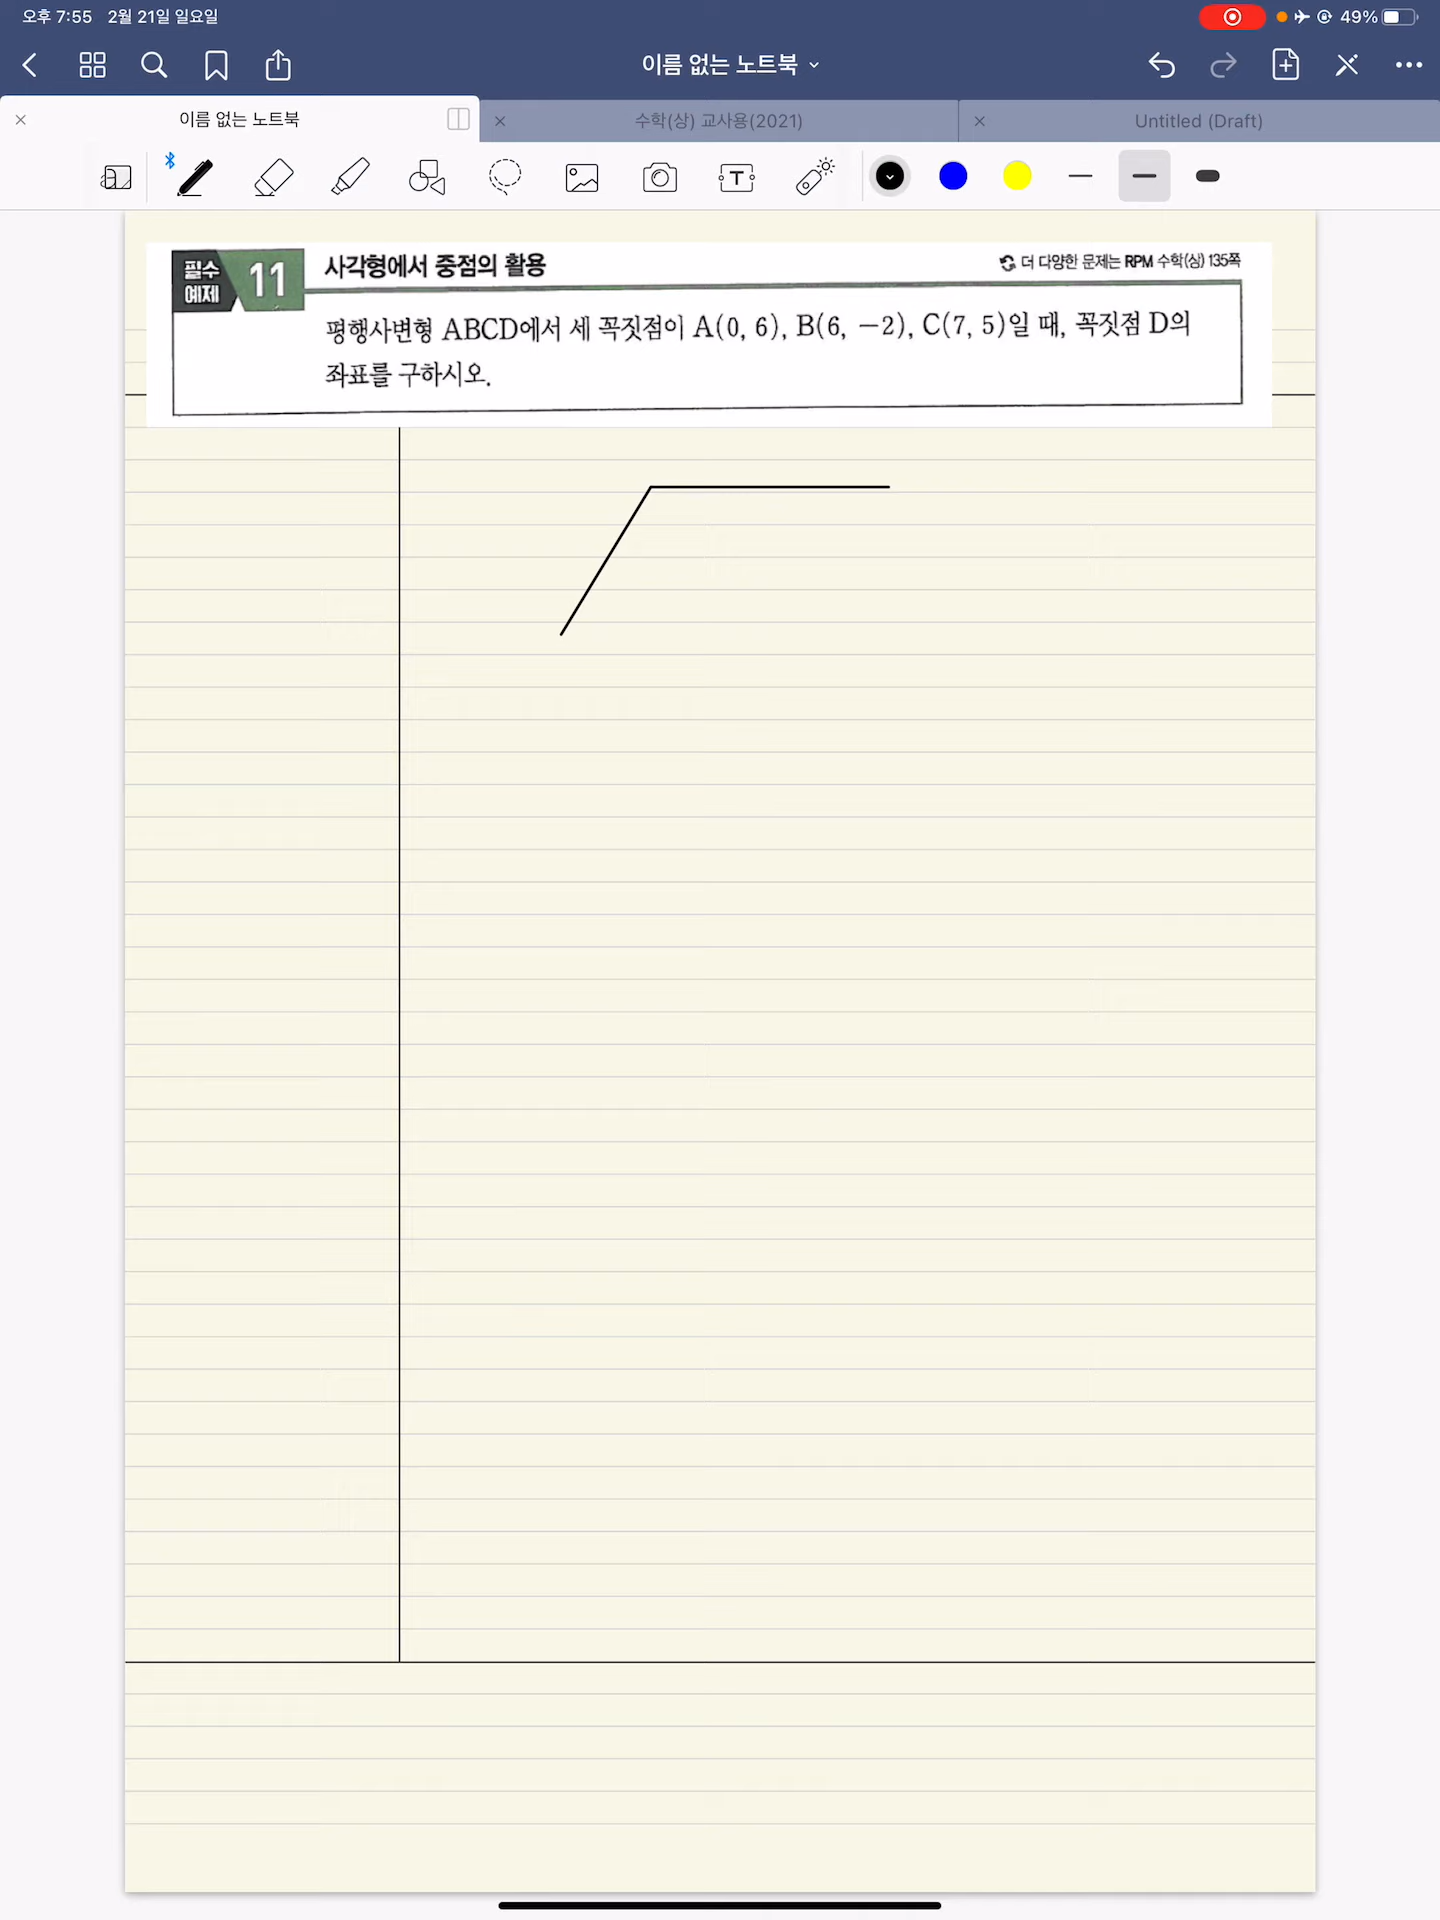 오후 7:55 2월 21일 일요일
49%
이름 없는 노트북
이름 없는 노트북
수학(상) 교사용(2021)
Untitled (Draft)
필수 예제 11 사각형에서 중점의 활용
더 다양한 문제는 RPM 수학(상) 135쪽
평행사변형 ABCD에서 세 꼭짓점이 A(0, 6), B(6, −2), C(7, 5)일 때, 꼭짓점 D의
좌표를 구하시오.